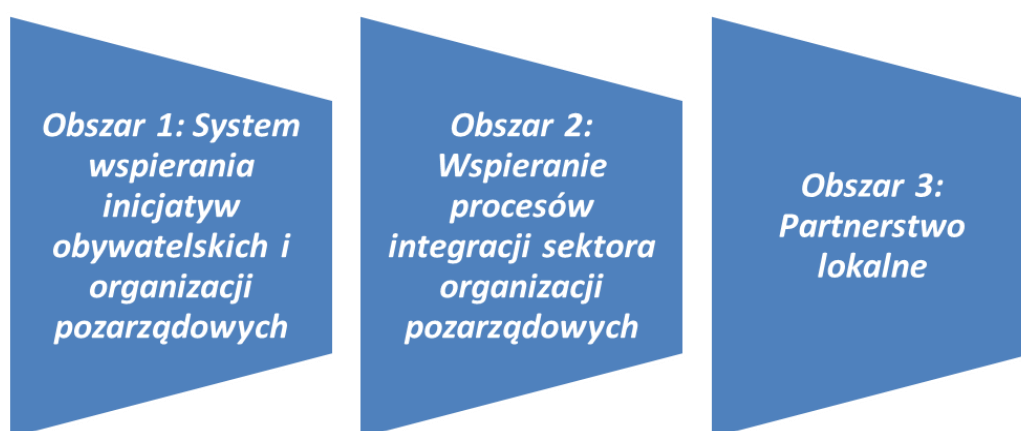 Obszar 1: System
wspierania
inicjatyw
obywatelskich i
organizacji
pozarządowych
Obszar 2:
Wspieranie
procesów
integracji sektora
organizacji
pozarządowych
Obszar 3:
Partnerstwo
lokalne